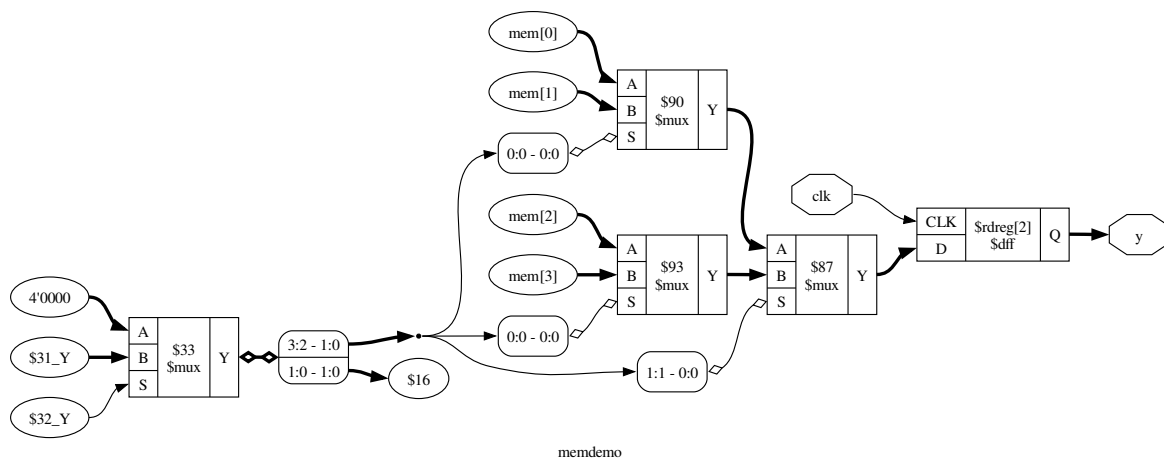 mem[0]
mem[1]
A
B
S
$90
$mux
Y
0:0 - 0:0
mem[2]
mem[3]
A
B
S
$93
$mux
Y
0:0 - 0:0
clk
A
B
S
$87
$mux
Y
CLK
D
$rdreg[2]
$dff
Q
y
4'0000
$31_Y
$32_Y
A
B
S
$33
$mux
Y
3:2 - 1:0
1:0 - 1:0
$16
1:1 - 0:0
memdemo